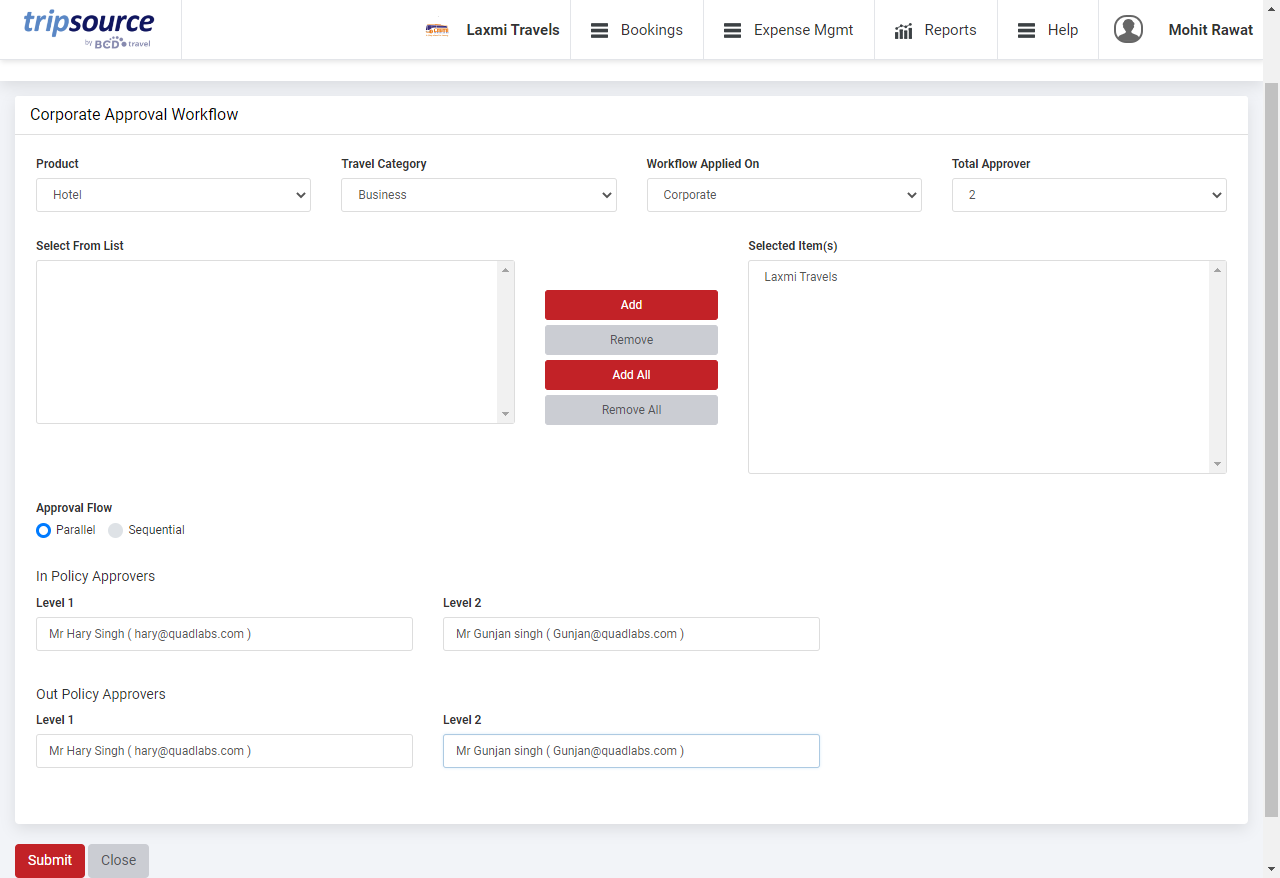 tripsource
by BCD travel
Laxmi Travels
Bookings
Expense Mgmt
Reports
Help
Mohit Rawat
Corporate Approval Workflow
Product
Travel Category
Workflow Applied On
Total Approver
Hotel
Business
Corporate
2
Select From List
Selected Item(s)
Laxmi Travels
Add
Remove
Add All
Remove All
Approval Flow
Parallel
Sequential
In Policy Approvers
Level 1
Level 2
Mr Hary Singh ( hary@quadlabs.com )
Mr Gunjan singh ( Gunjan@quadlabs.com )
Out Policy Approvers
Level 1
Level 2
Mr Hary Singh ( hary@quadlabs.com )
Mr Gunjan singh ( Gunjan@quadlabs.com )
Submit
Close